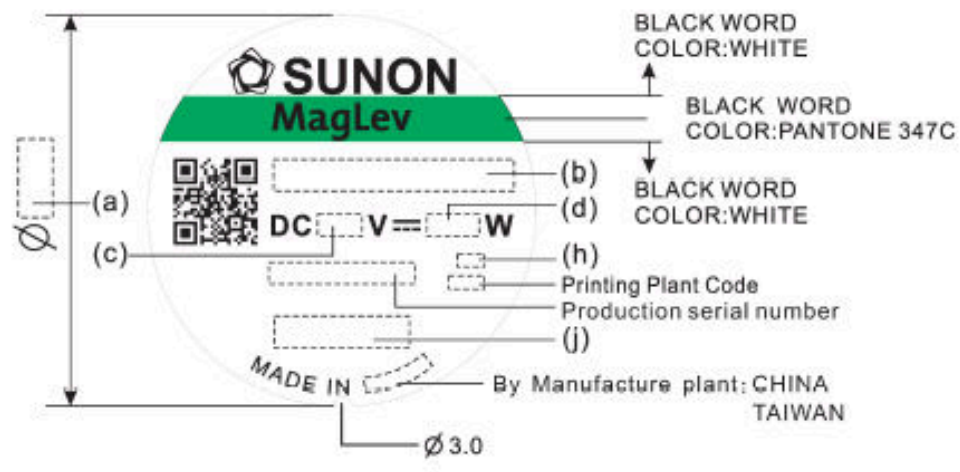 BLACK WORD
COLOR:WHITE
SUNON
MagLev
BLACK WORD
COLOR:PANTONE 347C
(a)
(b)
BLACK WORD
COLOR:WHITE
(d)
DC V W
Ø
(c)
(h)
Printing Plant Code
Production serial number
(j)
MADE IN
By Manufacture plant: CHINA
TAIWAN
Ø3.0